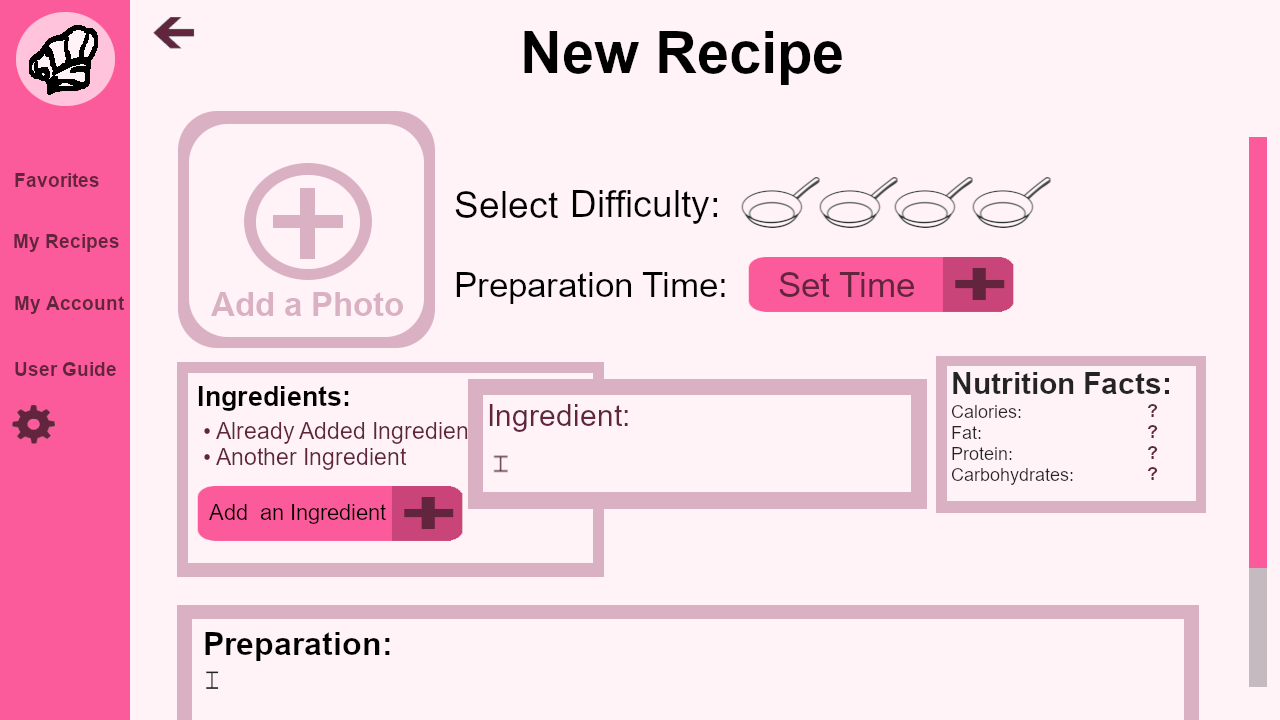 New Recipe
Favorites
My Recipes
My Account
User Guide
Add a Photo
Select Difficulty:
Preparation Time:
Set Time
Ingredients:
• Already Added Ingredien
• Another Ingredient
Add an Ingredient
Ingredient:
Nutrition Facts:
Calories: ?
Fat: ?
Protein: ?
Carbohydrates: ?
Preparation: